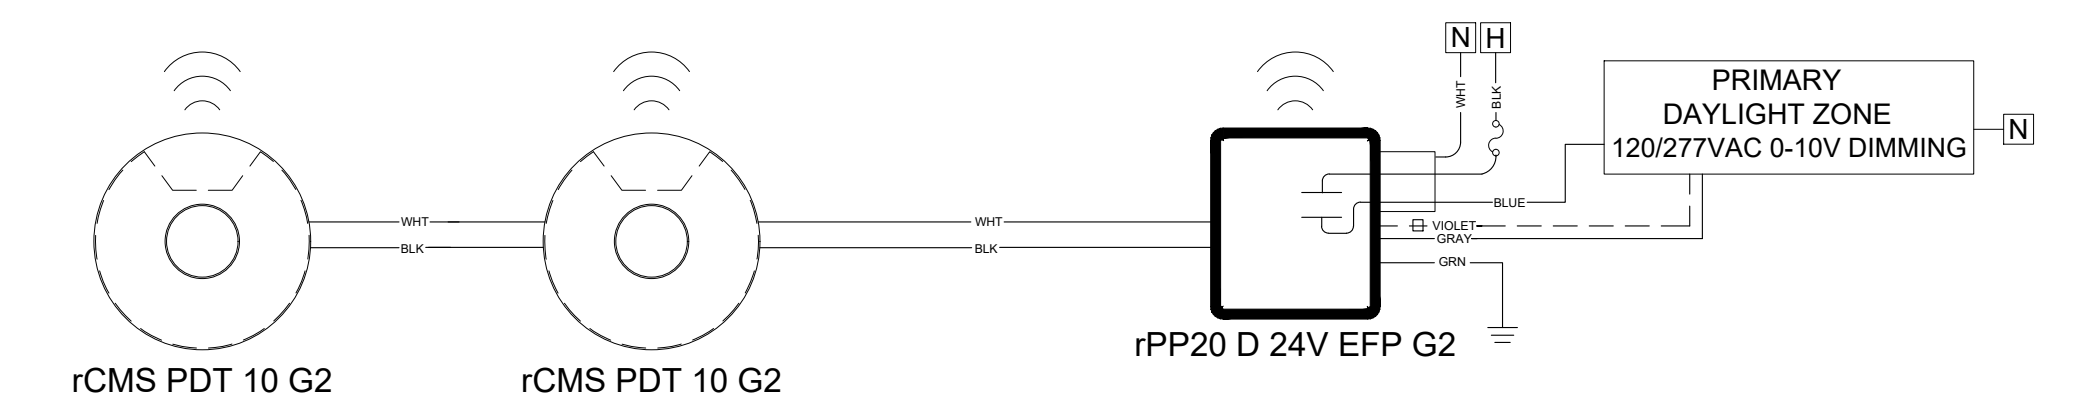 N H
WHT
BLK
PRIMARY
DAYLIGHT ZONE
120/277VAC 0-10V DIMMING
N
WHT
BLK
WHT
BLK
BLUE
VIOLET
GRAY
GRN
rPP20 D 24V EFP G2
rCMS PDT 10 G2
rCMS PDT 10 G2